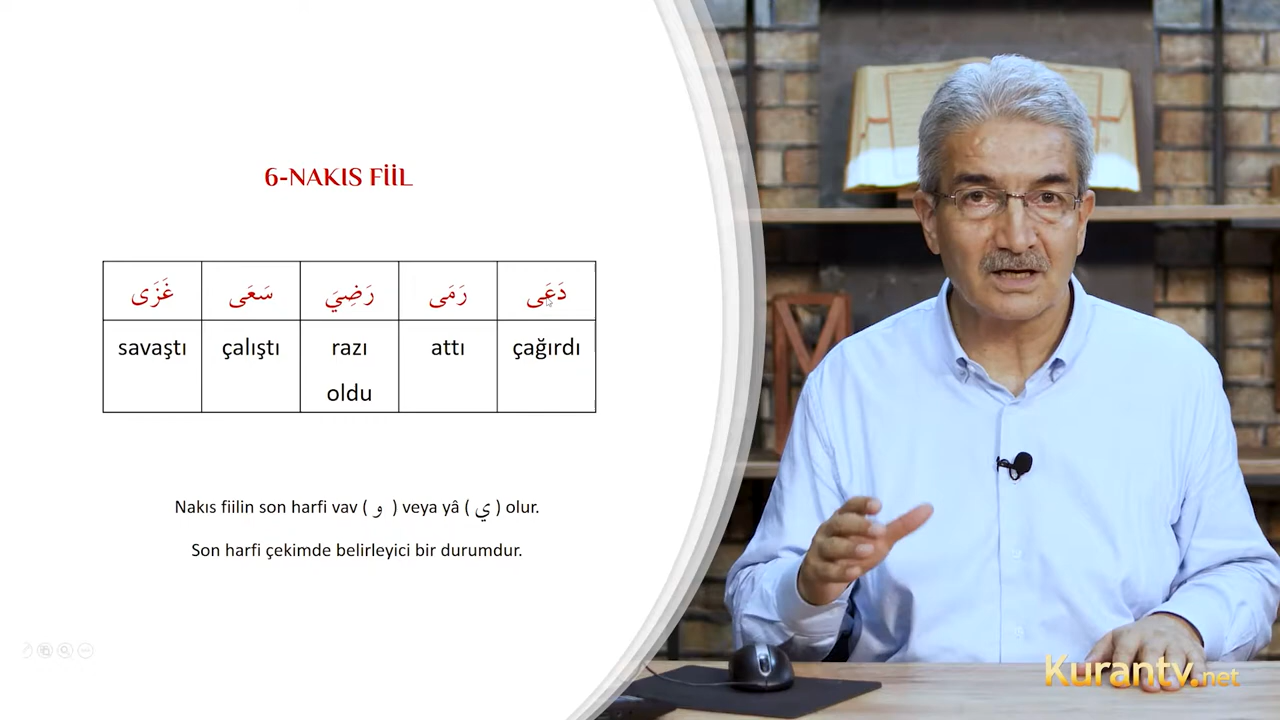 6-NAKIS FİİL
غَزَى سَعَى رَضِيَ رَمَى دَعَى
savaştı çalıştı razı oldu attı çağırdı
Nakıs fiilin son harfi vav ( و ) veya yâ ( ي ) olur.
Son harfi çekimde belirleyici bir durumdur.
Kurantv.net